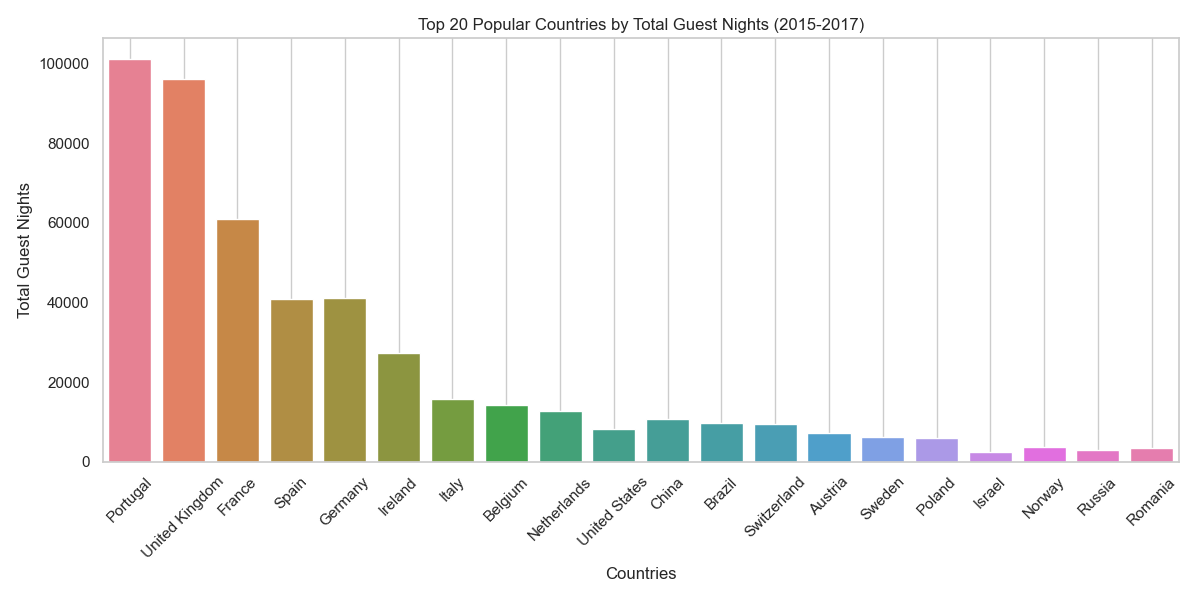 Top 20 Popular Countries by Total Guest Nights (2015-2017)
Total Guest Nights
100000
80000
60000
40000
20000
0
Portugal
United Kingdom
France
Spain
Germany
Ireland
Italy
Belgium
Netherlands
United States
China
Brazil
Switzerland
Austria
Sweden
Poland
Israel
Norway
Russia
Romania
Countries